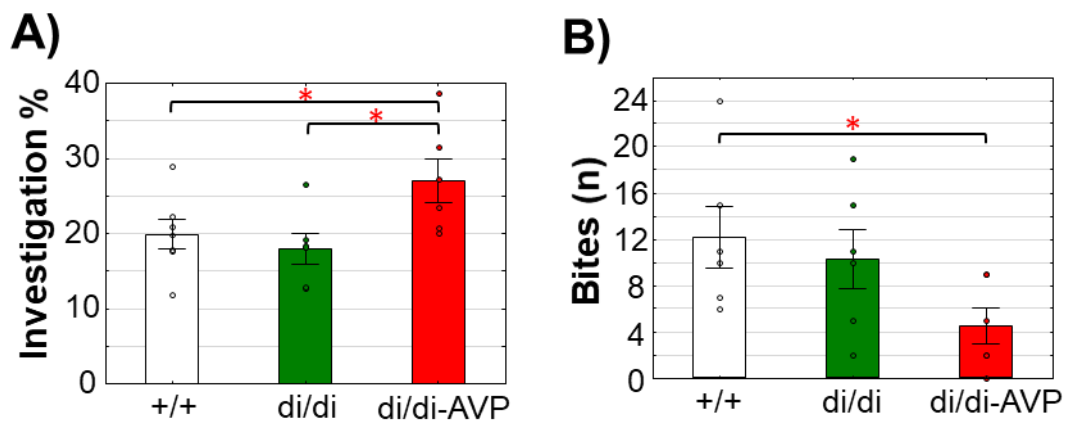 A)
Investigation %
40
30
20
10
0
*
*
+/+
di/di
di/di-AVP
B)
Bites (n)
24
20
16
12
8
4
0
*
+/+
di/di
di/di-AVP